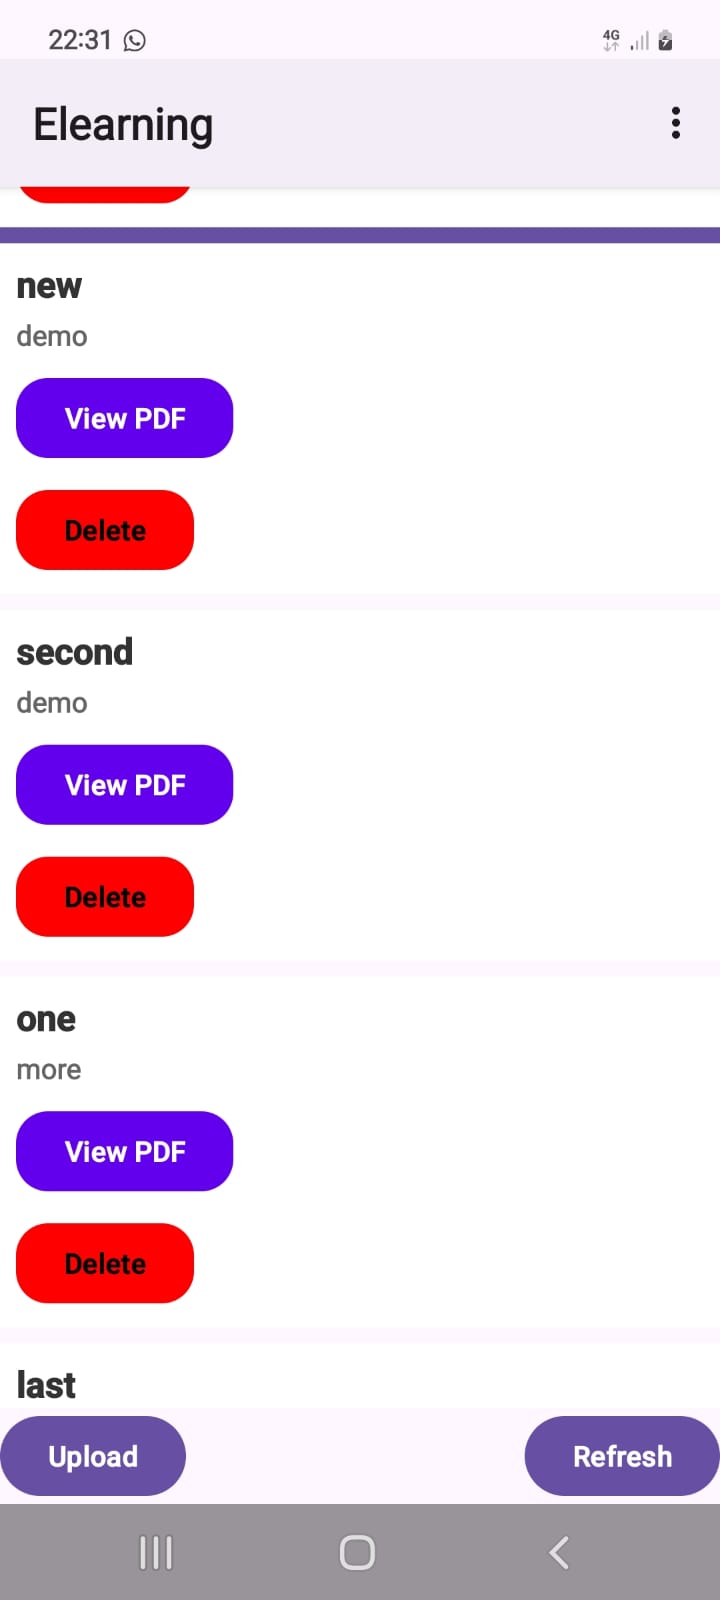 22:31
4G
Elearning
new
demo
View PDF
Delete
second
demo
View PDF
Delete
one
more
View PDF
Delete
last
Upload
Refresh